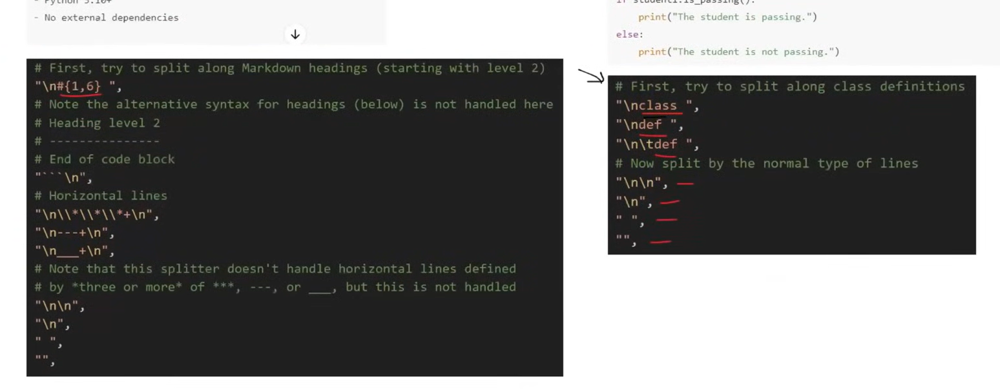 - Python 3.10+
- No external dependencies
# First, try to split along Markdown headings (starting with level 2)
"\n#{1,6} ",
# Note the alternative syntax for headings (below) is not handled here
# Heading level 2
# ---------------
# End of code block
"```\n",
# Horizontal lines
"\n\\*\\*\\*+\n",
"\n---+\n",
"\n___+\n",
# Note that this splitter doesn't handle horizontal lines defined
# by *three or more* of ***, ---, or ___, but this is not handled
"\n\n",
"\n",
" ",
"",
if student1.is_passing():
print("The student is passing.")
else:
print("The student is not passing.")
# First, try to split along class definitions
"\nclass ",
"\ndef ",
"\n\tdef ",
# Now split by the normal type of lines
"\n\n",
"\n",
" ",
"",